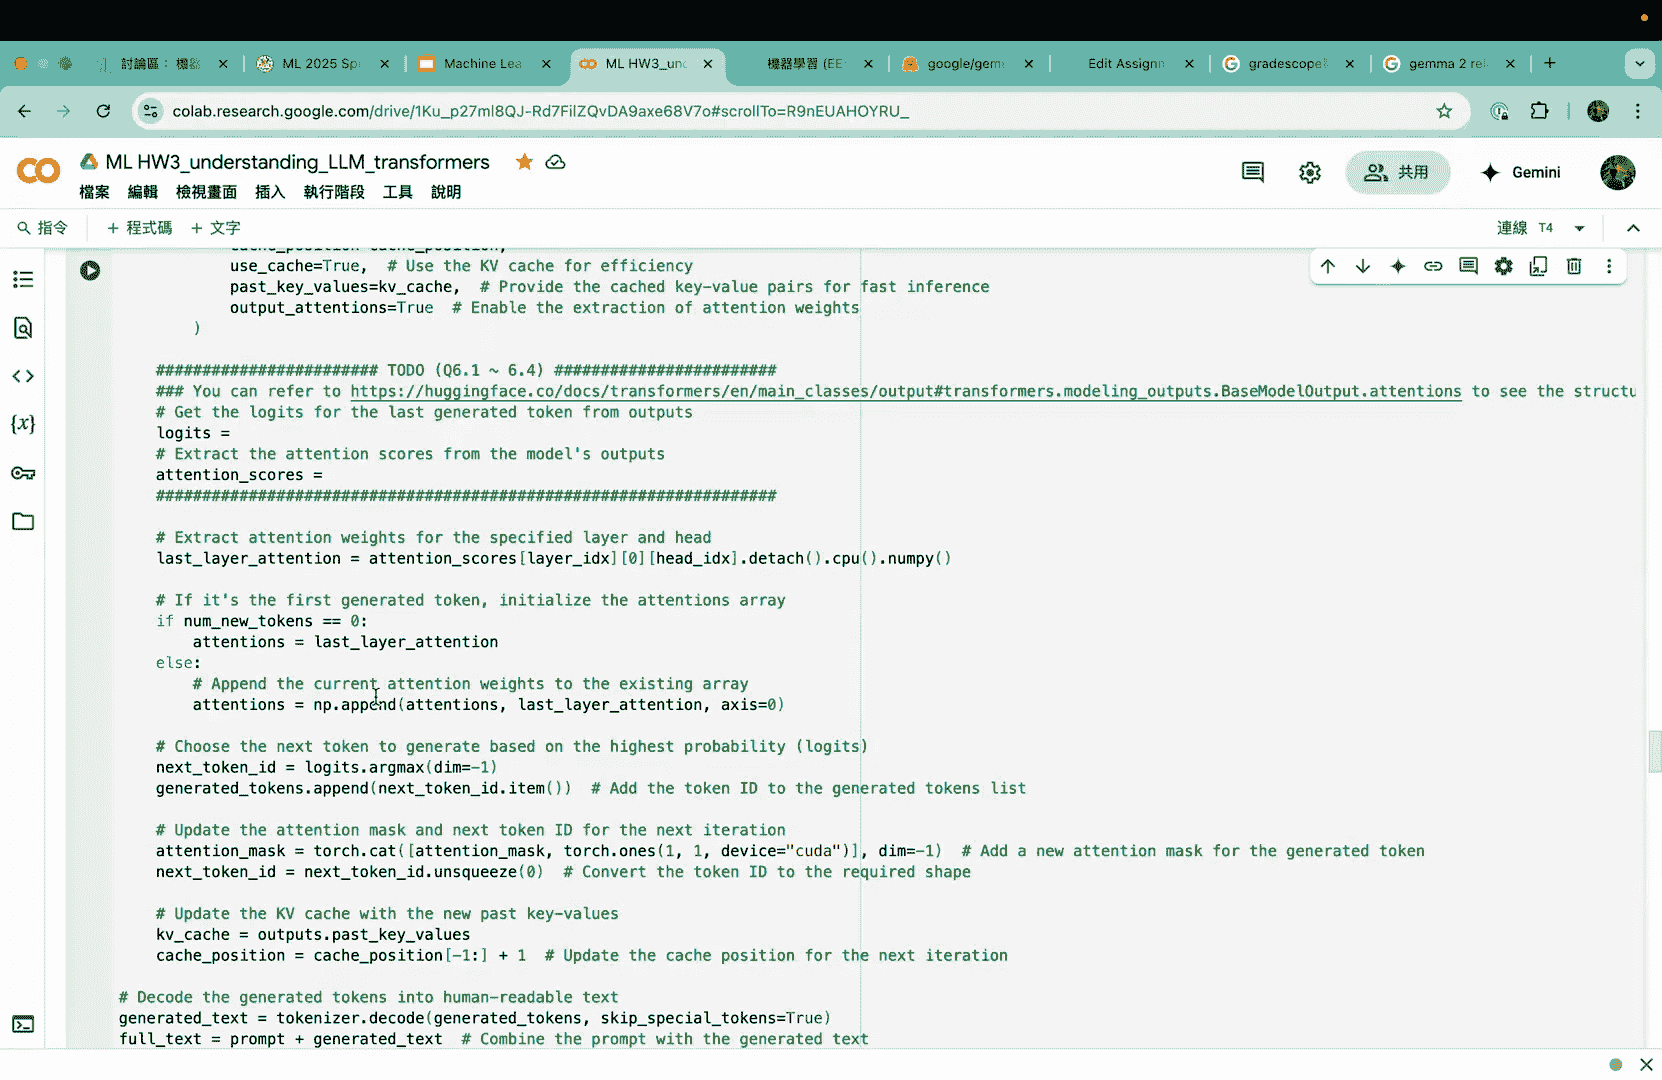 討論區： 機器
ML 2025 Sp
Machine Lea
ML HW3_unc
機器學習 (EE
google/gem
Edit Assignm
gradescope
gemma 2 rel
colab.research.google.com/drive/1Ku_p27ml8QJ-Rd7FilZQvDA9axe68V7o#scrollTo=R9nEUAHOYRU_
ML HW3_understanding_LLM_transformers
共用
Gemini
檔案 編輯 檢視畫面 插入 執行階段 工具 說明
指令 + 程式碼 + 文字
連線 T4
cache_position=cache_position,
use_cache=True,  # Use the KV cache for efficiency
past_key_values=kv_cache,  # Provide the cached key-value pairs for fast inference
output_attentions=True  # Enable the extraction of attention weights
)
######################## TODO (Q6.1 ~ 6.4) ########################
### You can refer to https://huggingface.co/docs/transformers/en/main_classes/output#transformers.modeling_outputs.BaseModelOutput.attentions to see the structu
# Get the logits for the last generated token from outputs
logits =
# Extract the attention scores from the model's outputs
attention_scores =
###################################################################
# Extract attention weights for the specified layer and head
last_layer_attention = attention_scores[layer_idx][0][head_idx].detach().cpu().numpy()
# If it's the first generated token, initialize the attentions array
if num_new_tokens == 0:
attentions = last_layer_attention
else:
# Append the current attention weights to the existing array
attentions = np.append(attentions, last_layer_attention, axis=0)
# Choose the next token to generate based on the highest probability (logits)
next_token_id = logits.argmax(dim=-1)
generated_tokens.append(next_token_id.item())  # Add the token ID to the generated tokens list
# Update the attention mask and next token ID for the next iteration
attention_mask = torch.cat([attention_mask, torch.ones(1, 1, device="cuda")], dim=-1)  # Add a new attention mask for the generated token
next_token_id = next_token_id.unsqueeze(0)  # Convert the token ID to the required shape
# Update the KV cache with the new past key-values
kv_cache = outputs.past_key_values
cache_position = cache_position[-1:] + 1  # Update the cache position for the next iteration
# Decode the generated tokens into human-readable text
generated_text = tokenizer.decode(generated_tokens, skip_special_tokens=True)
full_text = prompt + generated_text  # Combine the prompt with the generated text